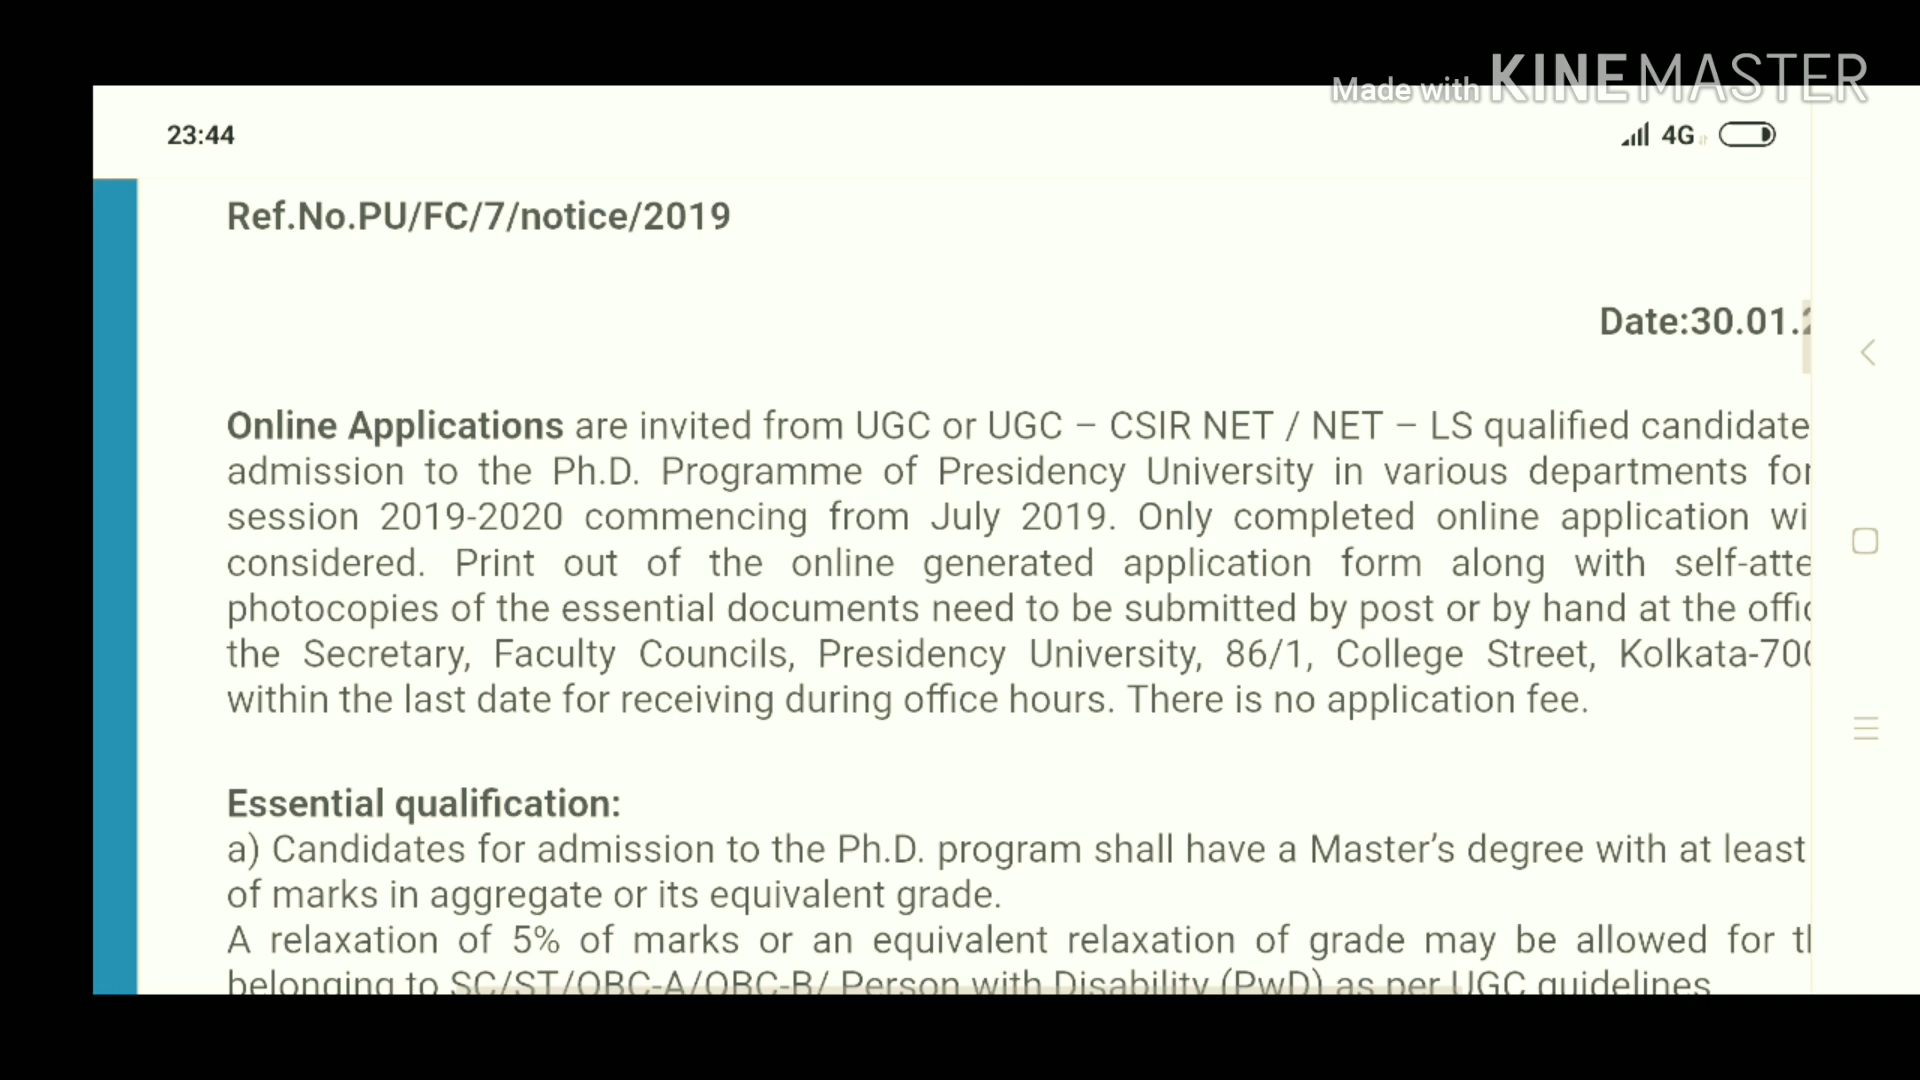 Made with KINEMASTER
23:44
4G
Ref.No.PU/FC/7/notice/2019
Date:30.01.
Online Applications are invited from UGC or UGC – CSIR NET / NET – LS qualified candidate
admission to the Ph.D. Programme of Presidency University in various departments for
session 2019-2020 commencing from July 2019. Only completed online application wi
considered. Print out of the online generated application form along with self-atte
photocopies of the essential documents need to be submitted by post or by hand at the offic
the Secretary, Faculty Councils, Presidency University, 86/1, College Street, Kolkata-700
within the last date for receiving during office hours. There is no application fee.
Essential qualification:
a) Candidates for admission to the Ph.D. program shall have a Master’s degree with at least
of marks in aggregate or its equivalent grade.
A relaxation of 5% of marks or an equivalent relaxation of grade may be allowed for
belonging to SC/ST/OBC-A/OBC-B/ Person with Disability (PwD) as per UGC guidelines